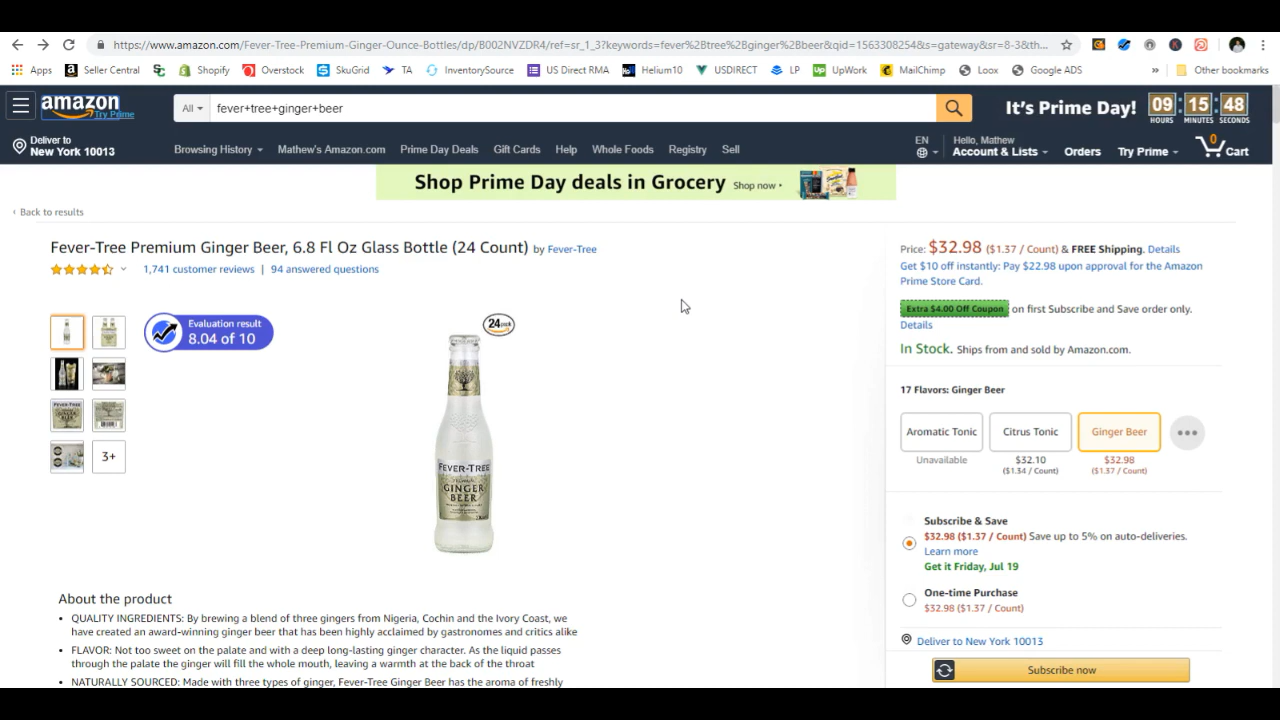 https://www.amazon.com/Fever-Tree-Premium-Ginger-Ounce-Bottles/dp/B002NVZDR4/ref=sr_1_3?keywords=fever%2Btree%2Bginger%2Bbeer&qid=1563308254&s=gateway&sr=8-3&th...
Apps Seller Central Shopify Overstock SkuGrid TA InventorySource US Direct RMA Helium10 USDIRECT LP UpWork MailChimp Loox Google ADS » Other bookmarks
amazon Try Prime
All fever+tree+ginger+beer
It's Prime Day! 09 HOURS : 15 MINUTES : 48 SECONDS
Deliver to
New York 10013
Browsing History Mathew's Amazon.com Prime Day Deals Gift Cards Help Whole Foods Registry Sell
EN
Hello, Mathew
Account & Lists
Orders
Try Prime
0
Cart
Shop Prime Day deals in Grocery Shop now ›
‹ Back to results
Fever-Tree Premium Ginger Beer, 6.8 Fl Oz Glass Bottle (24 Count) by Fever-Tree
1,741 customer reviews | 94 answered questions
Evaluation result
8.04 of 10
3+
24 pack
FEVER-TREE
GINGER
BEER
About the product
• QUALITY INGREDIENTS: By brewing a blend of three gingers from Nigeria, Cochin and the Ivory Coast, we
have created an award-winning ginger beer that has been highly acclaimed by gastronomes and critics alike
• FLAVOR: Not too sweet on the palate and with a deep long-lasting ginger character. As the liquid passes
through the palate the ginger will fill the whole mouth, leaving a warmth at the back of the throat
• NATURALLY SOURCED: Made with three types of ginger, Fever-Tree Ginger Beer has the aroma of freshly
Price: $32.98 ($1.37 / Count) & FREE Shipping. Details
Get $10 off instantly: Pay $22.98 upon approval for the Amazon
Prime Store Card.
Extra $4.00 Off Coupon on first Subscribe and Save order only.
Details
In Stock. Ships from and sold by Amazon.com.
17 Flavors: Ginger Beer
Aromatic Tonic Citrus Tonic Ginger Beer
Unavailable $32.10 $32.98
($1.34 / Count) ($1.37 / Count)
Subscribe & Save
$32.98 ($1.37 / Count) Save up to 5% on auto-deliveries.
Learn more
Get it Friday, Jul 19
One-time Purchase
$32.98 ($1.37 / Count)
Deliver to New York 10013
Subscribe now